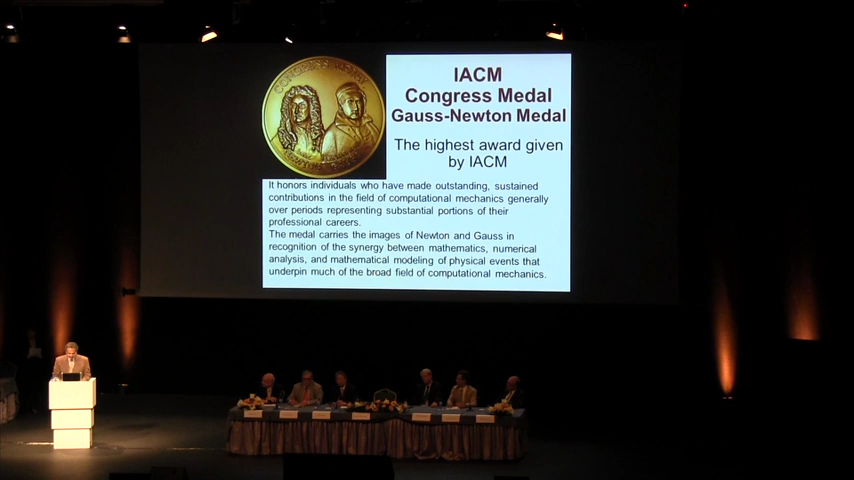 CONGRESS MEDAL
IACM
Congress Medal
Gauss-Newton Medal
The highest award given
by IACM
It honors individuals who have made outstanding, sustained
contributions in the field of computational mechanics generally
over periods representing substantial portions of their
professional careers.
The medal carries the images of Newton and Gauss in
recognition of the synergy between mathematics, numerical
analysis, and mathematical modeling of physical events that
underpin much of the broad field of computational mechanics.